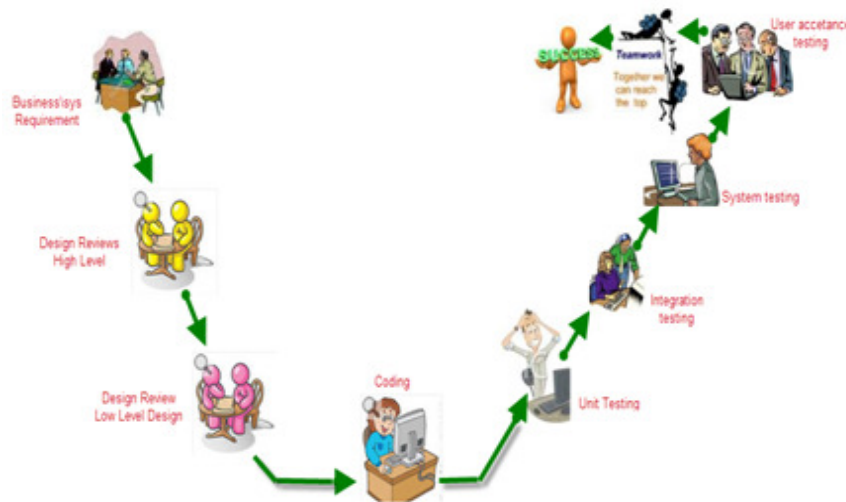 Business\sys
Requirement
Design Reviews
High Level
Design Review
Low Level Design
Coding
Unit Testing
Integration
testing
System testing
User accetance
testing
Teamwork
Together we
can reach
the top
SUCCESS